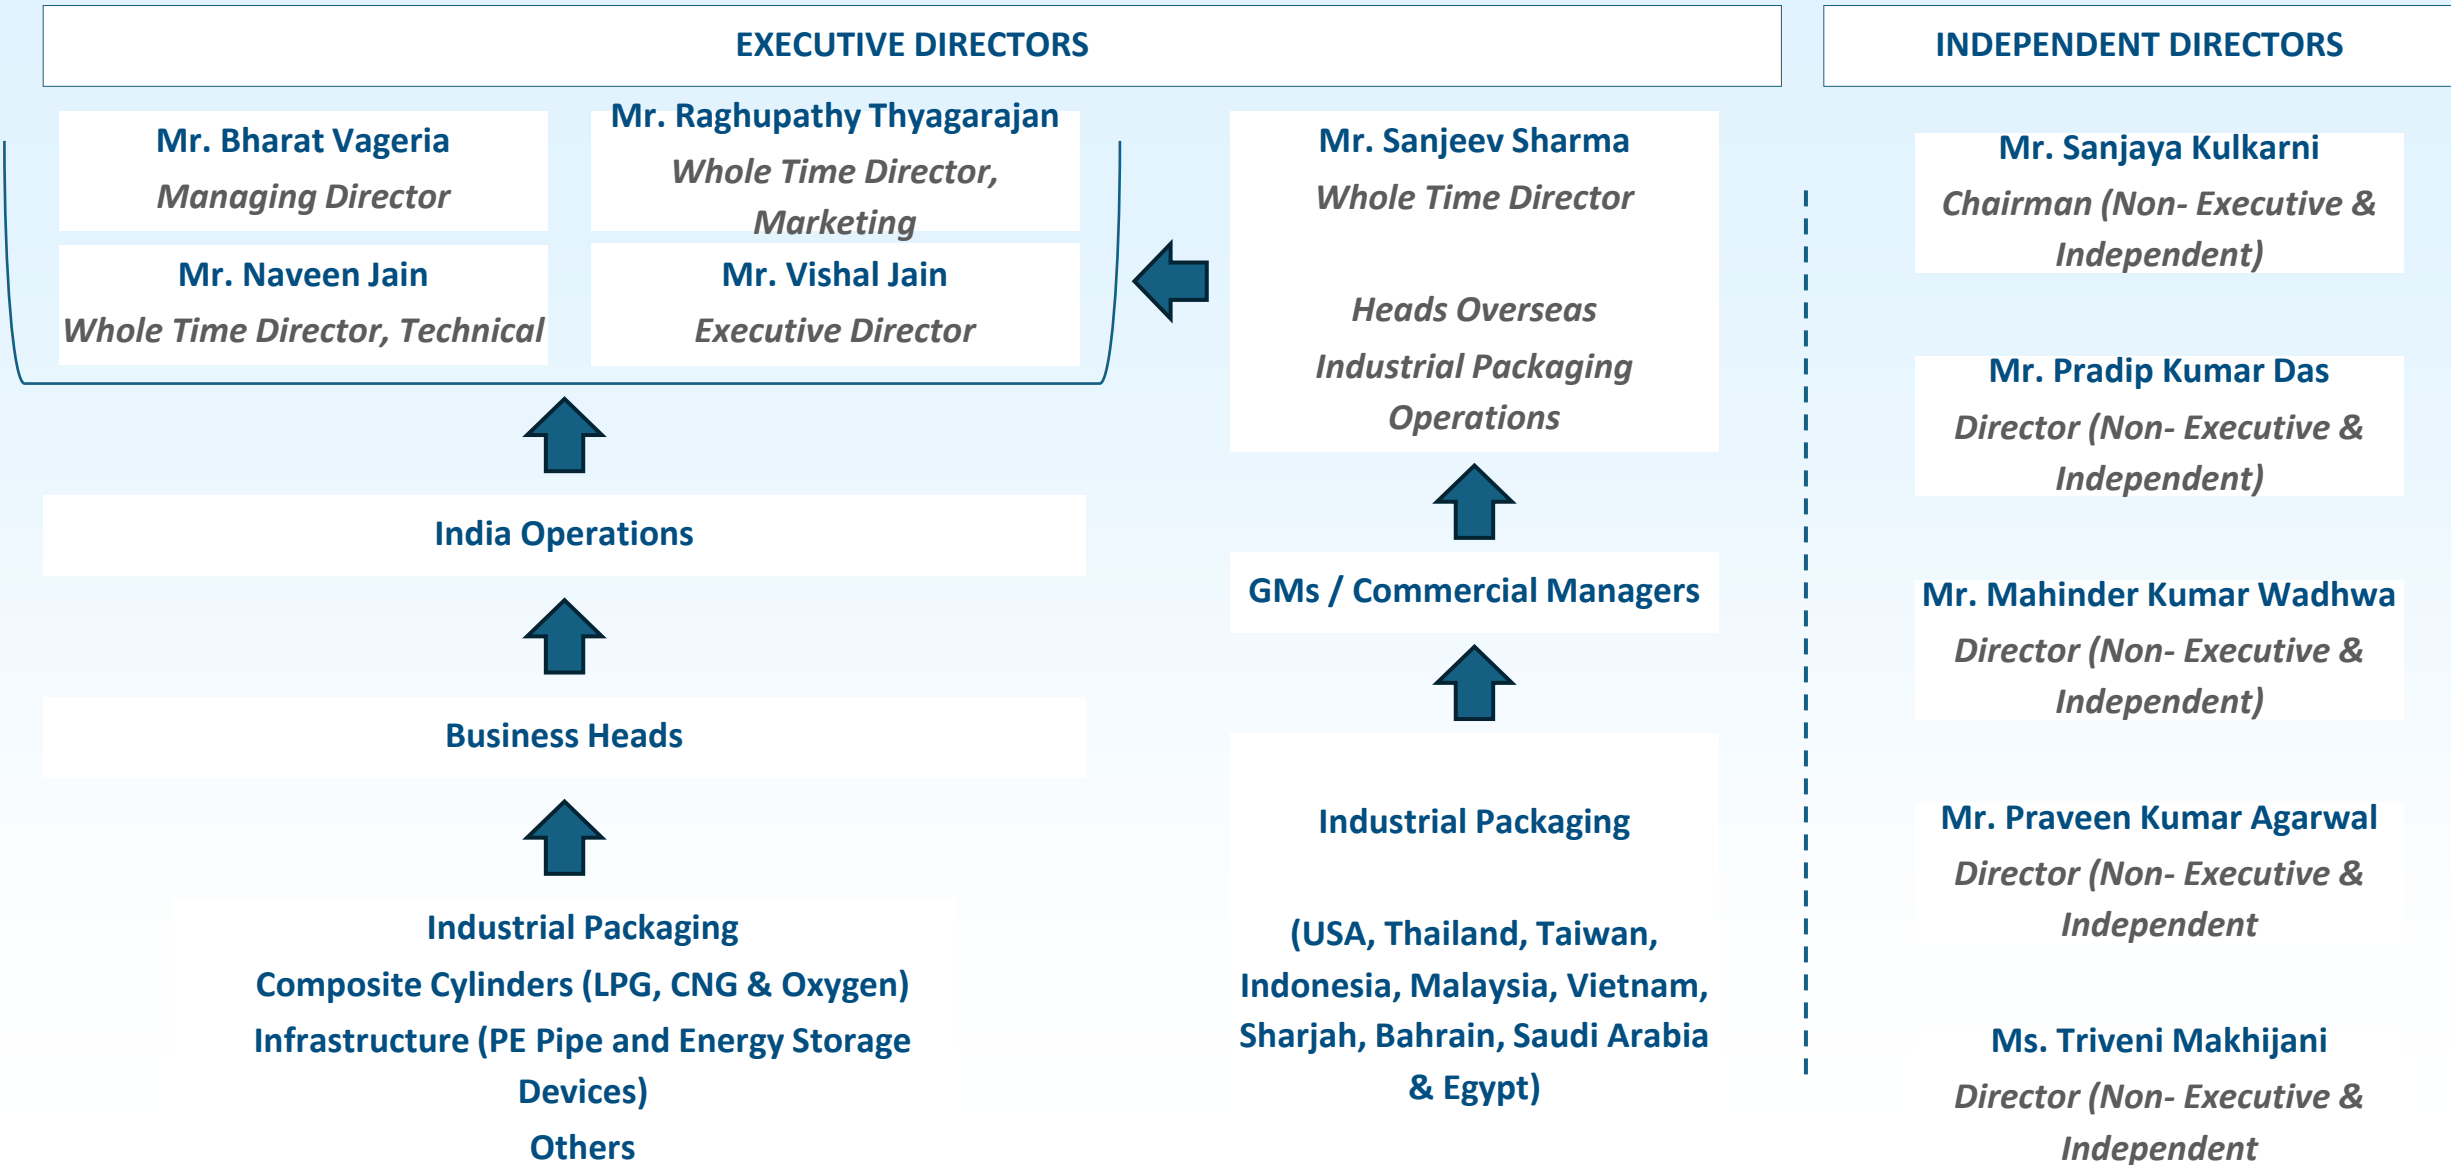 EXECUTIVE DIRECTORS
Mr. Bharat Vageria
Managing Director
Mr. Raghupathy Thyagarajan
Whole Time Director,
Marketing
Mr. Naveen Jain
Whole Time Director, Technical
Mr. Vishal Jain
Executive Director
India Operations
Business Heads
Industrial Packaging
Composite Cylinders (LPG, CNG & Oxygen)
Infrastructure (PE Pipe and Energy Storage
Devices)
Others
Mr. Sanjeev Sharma
Whole Time Director
Heads Overseas
Industrial Packaging
Operations
GMs / Commercial Managers
Industrial Packaging
(USA, Thailand, Taiwan,
Indonesia, Malaysia, Vietnam,
Sharjah, Bahrain, Saudi Arabia
& Egypt)
INDEPENDENT DIRECTORS
Mr. Sanjaya Kulkarni
Chairman (Non- Executive &
Independent)
Mr. Pradip Kumar Das
Director (Non- Executive &
Independent)
Mr. Mahinder Kumar Wadhwa
Director (Non- Executive &
Independent)
Mr. Praveen Kumar Agarwal
Director (Non- Executive &
Independent
Ms. Triveni Makhijani
Director (Non- Executive &
Independent